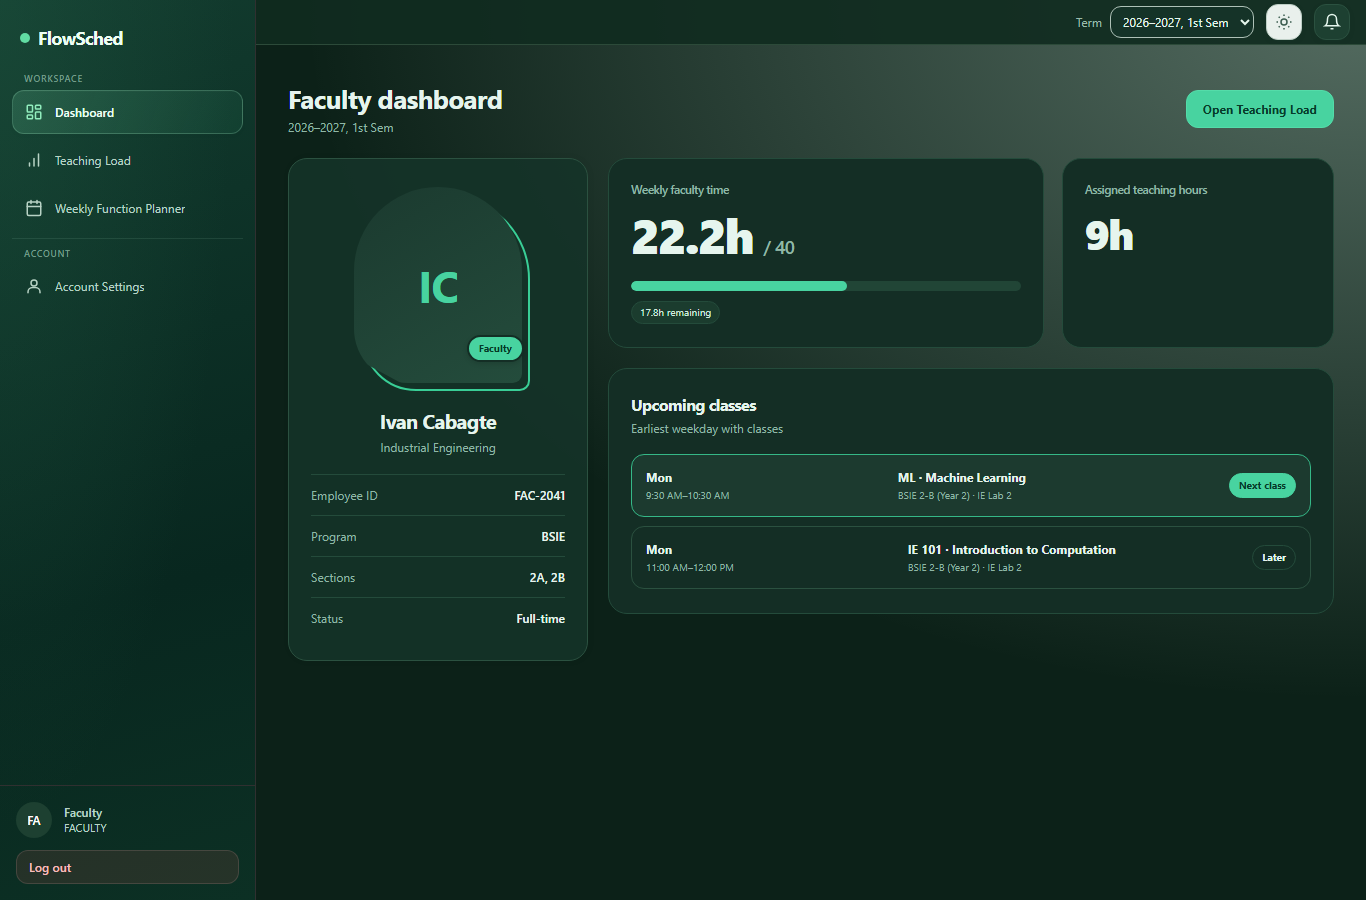 FlowSched
WORKSPACE
Dashboard
Teaching Load
Weekly Function Planner
ACCOUNT
Account Settings
FA
Faculty
FACULTY
Log out
Term
2026–2027, 1st Sem
Faculty dashboard
2026–2027, 1st Sem
Open Teaching Load
IC
Faculty
Ivan Cabagte
Industrial Engineering
Employee ID FAC-2041
Program BSIE
Sections 2A, 2B
Status Full-time
Weekly faculty time
22.2h / 40
17.8h remaining
Assigned teaching hours
9h
Upcoming classes
Earliest weekday with classes
Mon
9:30 AM–10:30 AM
ML · Machine Learning
BSIE 2-B (Year 2) · IE Lab 2
Next class
Mon
11:00 AM–12:00 PM
IE 101 · Introduction to Computation
BSIE 2-B (Year 2) · IE Lab 2
Later